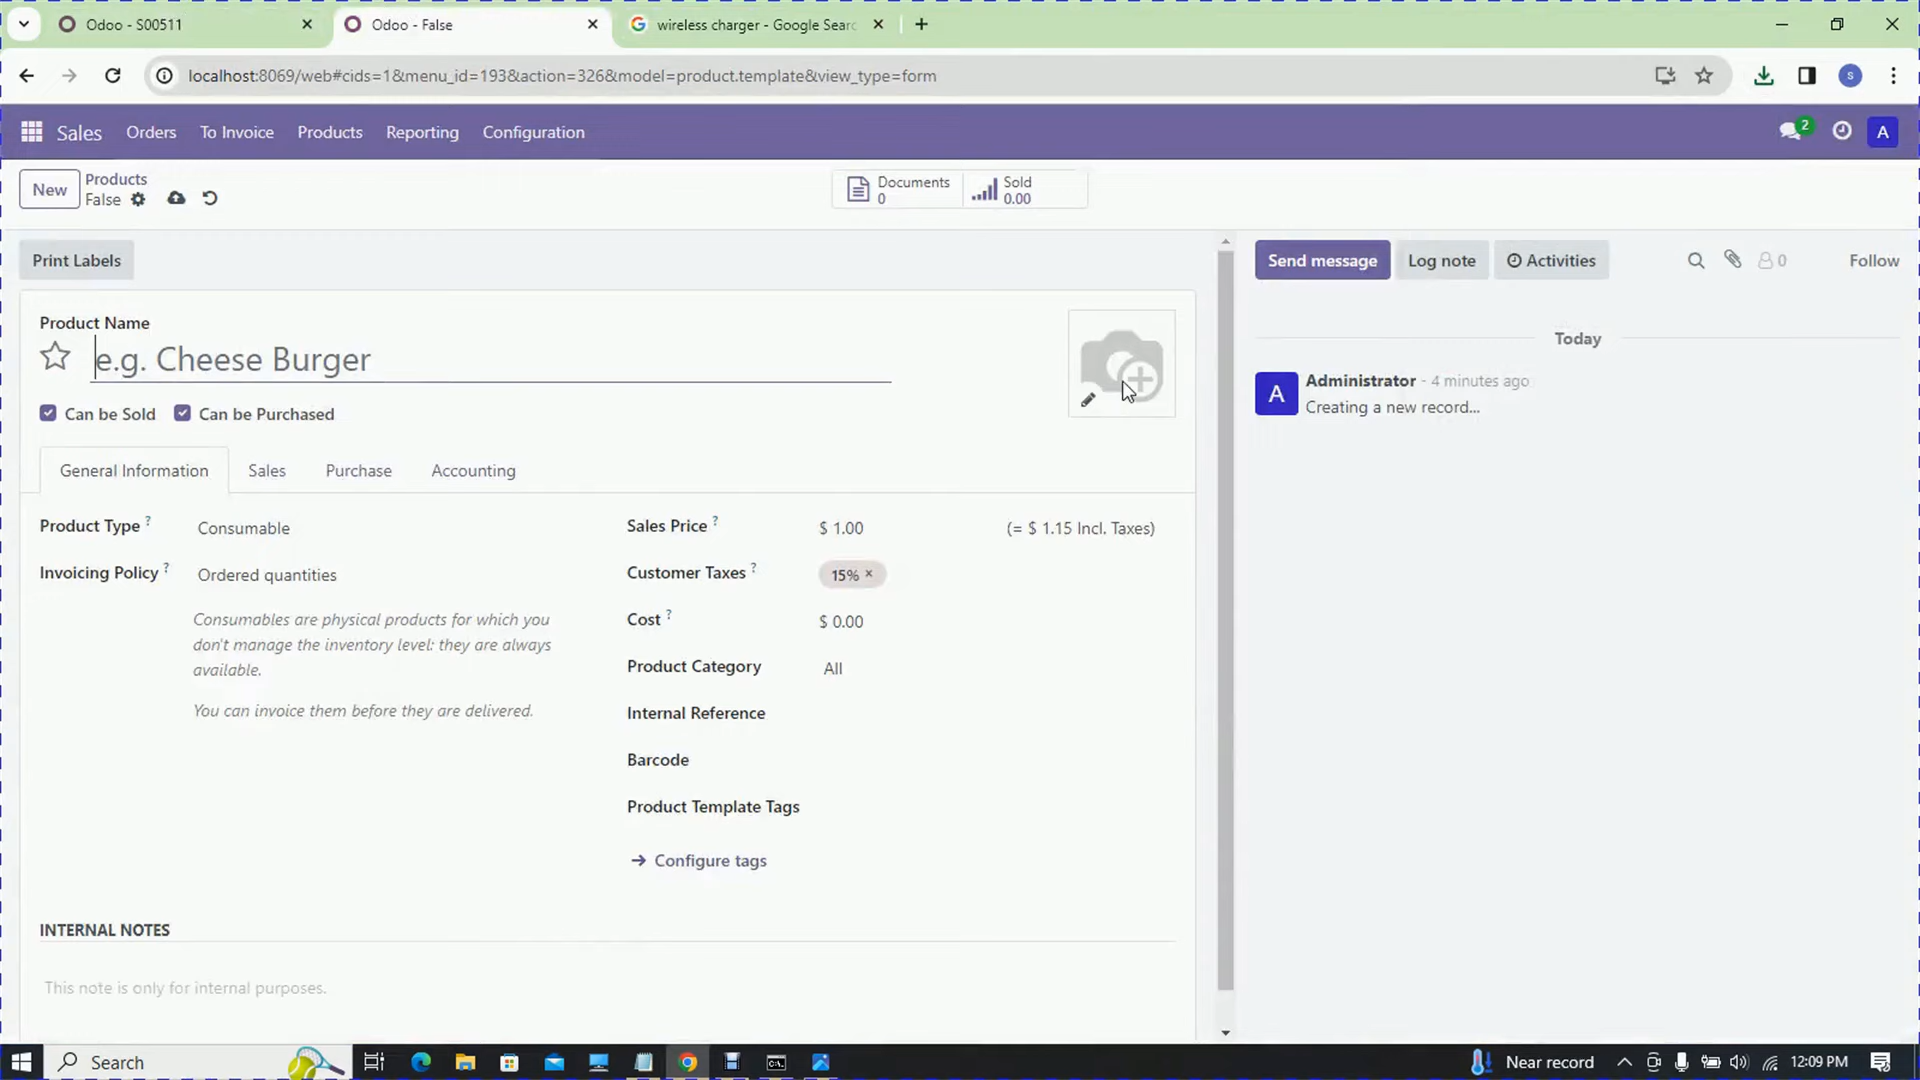 Odoo - S00511
Odoo - False
wireless charger - Google Searc
localhost:8069/web#cids=1&menu_id=193&action=326&model=product.template&view_type=form
S
Sales
Orders
To Invoice
Products
Reporting
Configuration
2
A
New
Products
False
Documents
0
Sold
0.00
Print Labels
Send message
Log note
Activities
0
Follow
Product Name
e.g. Cheese Burger
Today
Administrator - 4 minutes ago
A
Creating a new record...
Can be Sold
Can be Purchased
General Information
Sales
Purchase
Accounting
Product Type ?
Consumable
Sales Price ?
$ 1.00
(= $ 1.15 Incl. Taxes)
Invoicing Policy ?
Ordered quantities
Customer Taxes ?
15% ×
Consumables are physical products for which you
don't manage the inventory level: they are always
available.
Cost ?
$ 0.00
Product Category
All
You can invoice them before they are delivered.
Internal Reference
Barcode
Product Template Tags
Configure tags
INTERNAL NOTES
This note is only for internal purposes.
Search
Near record
12:09 PM